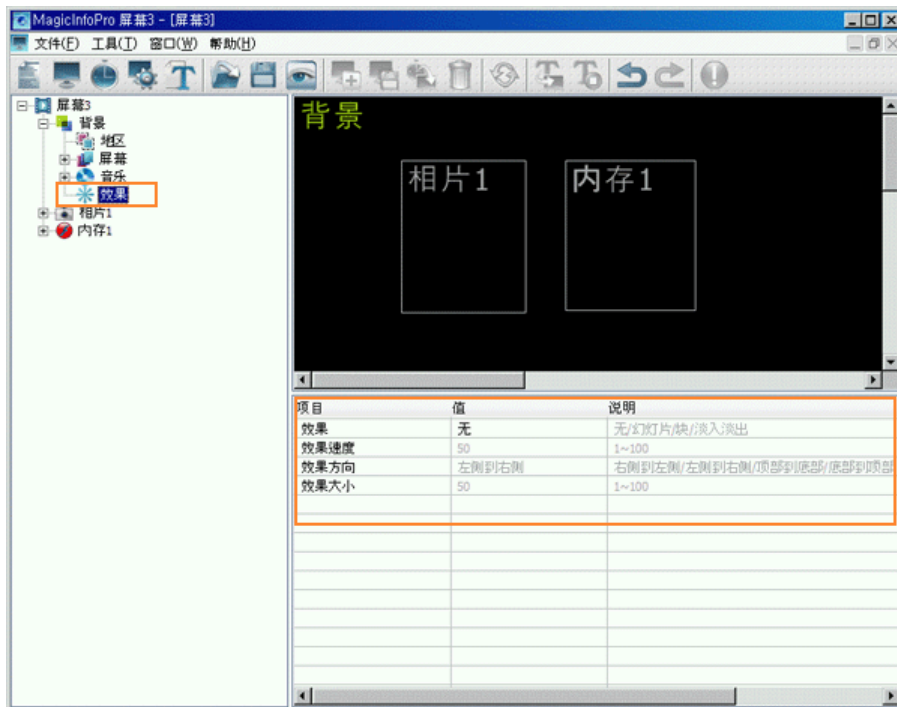 MagicInfoPro 屏幕3 - [屏幕3]
文件(F) 工具(T) 窗口(W) 帮助(H)
屏幕3
背景
地区
屏幕
音乐
效果
相片1
内存1
背景
相片1 内存1
项目 值 说明
效果 无 无/幻灯片/块/淡入淡出
效果速度 50 1~100
效果方向 左侧到右侧 右侧到左侧/左侧到右侧/顶部到底部/底部到顶部
效果大小 50 1~100